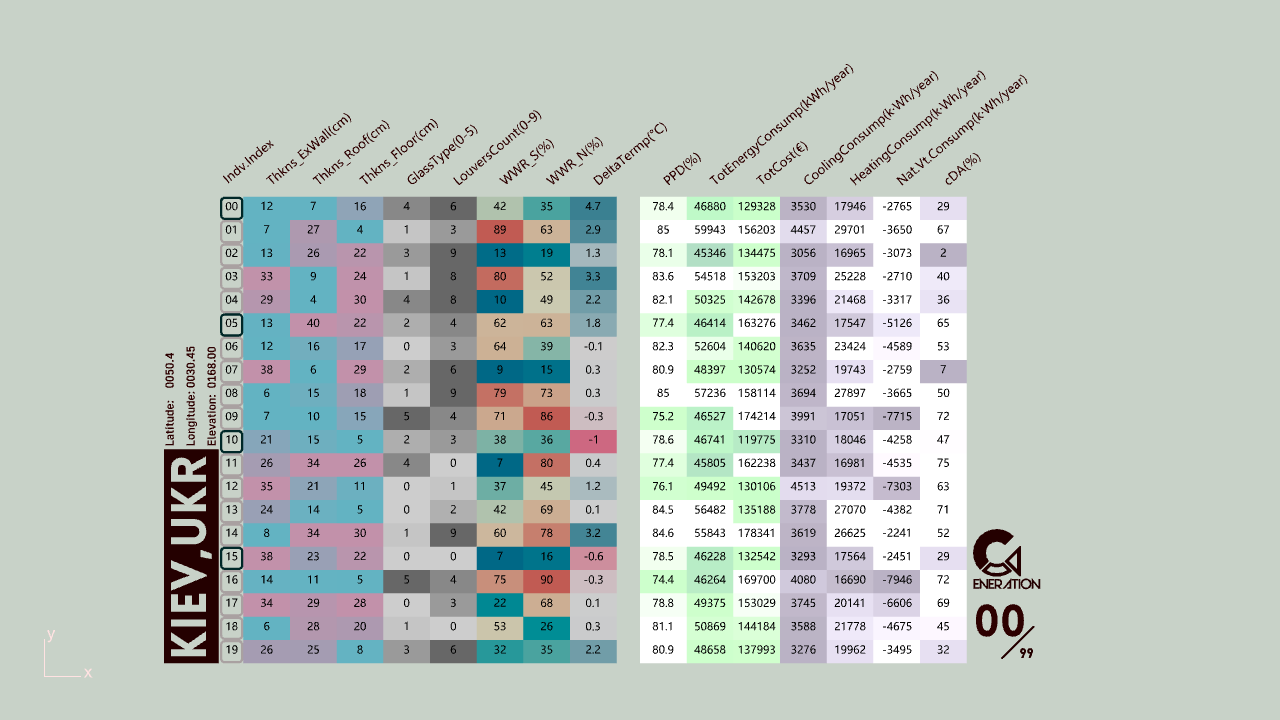 Indv.Index Thkns_ExWall(cm) Thkns_Roof(cm) Thkns_Floor(cm) GlassType(0-5) LouversCount(0-9) WWR_S(%) WWR_N(%) DeltaTermp(°C) PPD(%) TotEnergyConsump(kWh/year) TotCost(€) CoolingConsump(k·Wh/year) HeatingConsump(k·Wh/year) Nat.Vt.Consump(k·Wh/year) cDA(%)
00 12 7 16 4 6 42 35 4.7 78.4 46880 129328 3530 17946 -2765 29
01 7 27 4 1 3 89 63 2.9 85 59943 156203 4457 29701 -3650 67
02 13 26 22 3 9 13 19 1.3 78.1 45346 134475 3056 16965 -3073 2
03 33 9 24 1 8 80 52 3.3 83.6 54518 153203 3709 25228 -2710 40
04 29 4 30 4 8 10 49 2.2 82.1 50325 142678 3396 21468 -3317 36
05 13 40 22 2 4 62 63 1.8 77.4 46414 163276 3462 17547 -5126 65
06 12 16 17 0 3 64 39 -0.1 82.3 52604 140620 3635 23424 -4589 53
07 38 6 29 2 6 9 15 0.3 80.9 48397 130574 3252 19743 -2759 7
08 6 15 18 1 9 79 73 0.3 85 57236 158114 3694 27897 -3665 50
09 7 10 15 5 4 71 86 -0.3 75.2 46527 174214 3991 17051 -7715 72
10 21 15 5 2 3 38 36 -1 78.6 46741 119775 3310 18046 -4258 47
11 26 34 26 4 0 7 80 0.4 77.4 45805 162238 3437 16981 -4535 75
12 35 21 11 0 1 37 45 1.2 76.1 49492 130106 4513 19372 -7303 63
13 24 14 5 0 2 42 69 0.1 84.5 56482 135188 3778 27070 -4382 71
14 8 34 30 1 9 60 78 3.2 84.6 55843 178341 3619 26625 -2241 52
15 38 23 22 0 0 7 16 -0.6 78.5 46228 132542 3293 17564 -2451 29
16 14 11 5 5 4 75 90 -0.3 74.4 46264 169700 4080 16690 -7946 72
17 34 29 28 0 3 22 68 0.1 78.8 49375 153029 3745 20141 -6606 69
18 6 28 20 1 0 53 26 0.3 81.1 50869 144184 3588 21778 -4675 45
19 26 25 8 3 6 32 35 2.2 80.9 48658 137993 3276 19962 -3495 32
Latitude: 0050.4
Longitude: 0030.45
Elevation: 0168.00
KIEV,UKR
ENERATION
00/99
y
x